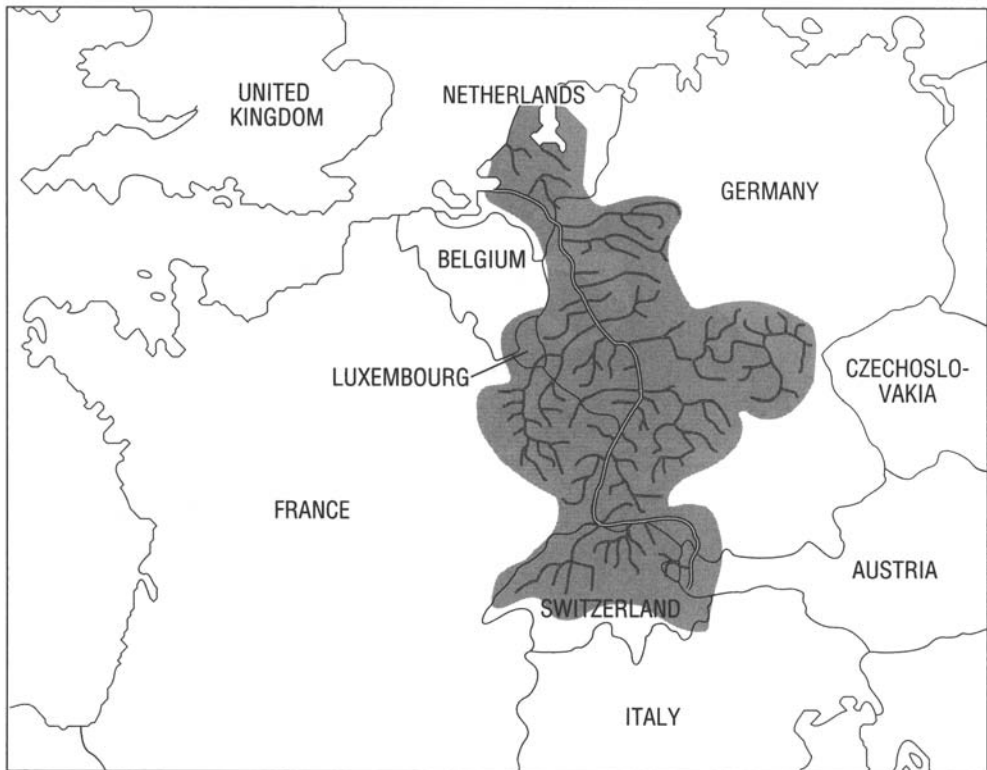 UNITED
KINGDOM
NETHERLANDS
GERMANY
BELGIUM
LUXEMBOURG
CZECHOSLO-
VAKIA
FRANCE
AUSTRIA
SWITZERLAND
ITALY